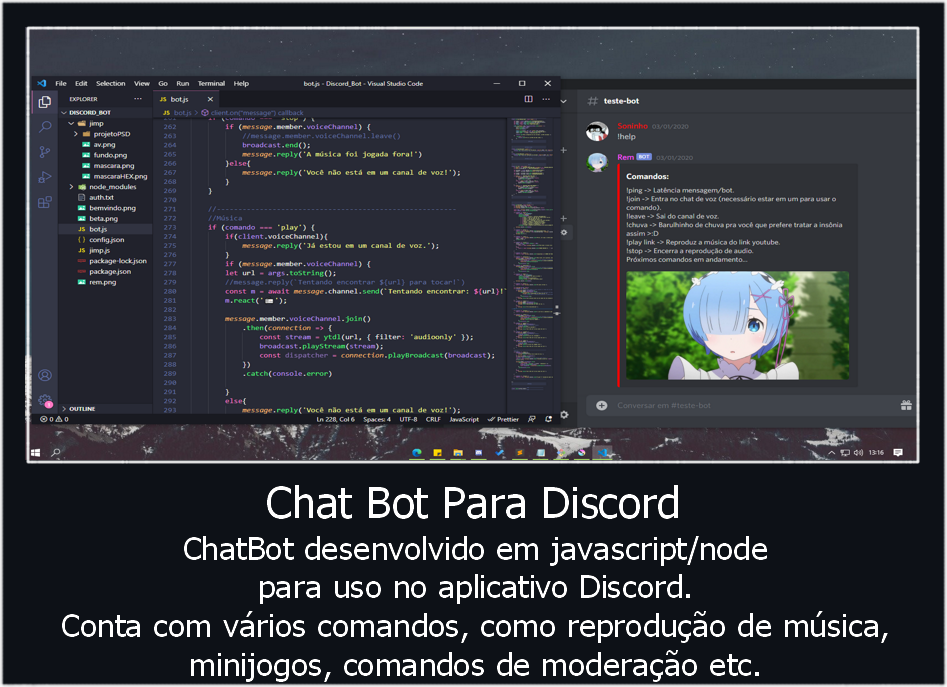 File Edit Selection View Go Run Terminal Help bot.js - Discord_Bot - Visual Studio Code
EXPLORER
DISCORD_BOT
jimp
projetoPSD
av.png
fundo.png
mascara.png
mascaraHEX.png
node_modules
auth.txt
bemvindo.png
beta.png
bot.js
config.json
jimp.js
package-lock.json
package.json
rem.png
OUTLINE
JS bot.js
JS bot.js > client.on("message") callback
262 if (message.member.voiceChannel) {
263 //message.member.voiceChannel.leave()
264 broadcast.end();
265 message.reply('A música foi jogada fora!')
266 }else{
267 message.reply('Você não está em um canal de voz!');
268 }
269 }
270
271 //--------------------------------------------------------
272 //Música
273 if (comando === 'play') {
274 if(client.voiceChannel){
275 message.reply('Já estou em um canal de voz.');
276 }
277 if (message.member.voiceChannel) {
278 let url = args.toString();
279 //message.reply(`Tentando encontrar ${url} para tocar!`)
280 const m = await message.channel.send(`Tentando encontrar: ${url}!`
281 m.react('📼');
282
283 message.member.voiceChannel.join()
284 .then(connection => {
285 const stream = ytdl(url, { filter: 'audioonly' });
286 broadcast.playStream(stream);
287 const dispatcher = connection.playBroadcast(broadcast);
288 })
289 .catch(console.error)
290
291 }
292 else{
293 message.reply('Você não está em um canal de voz!');
0 0 Ln 228, Col 6 Spaces: 4 UTF-8 CRLF JavaScript Prettier
# teste-bot
Soninho 03/01/2020
!help
Rem BOT 03/01/2020
Comandos:
!ping -> Latência mensagem/bot.
!join -> Entra no chat de voz (necessário estar em um para usar o
comando).
!leave -> Sai do canal de voz.
!chuva -> Barulhinho de chuva pra você que prefere tratar a insônia
assim >:D
!play link -> Reproduz a música do link youtube.
!stop -> Encerra a reprodução de audio.
Próximos comandos em andamento...
Conversar em #teste-bot
13:16
Chat Bot Para Discord
ChatBot desenvolvido em javascript/node
para uso no aplicativo Discord.
Conta com vários comandos, como reprodução de música,
minijogos, comandos de moderação etc.